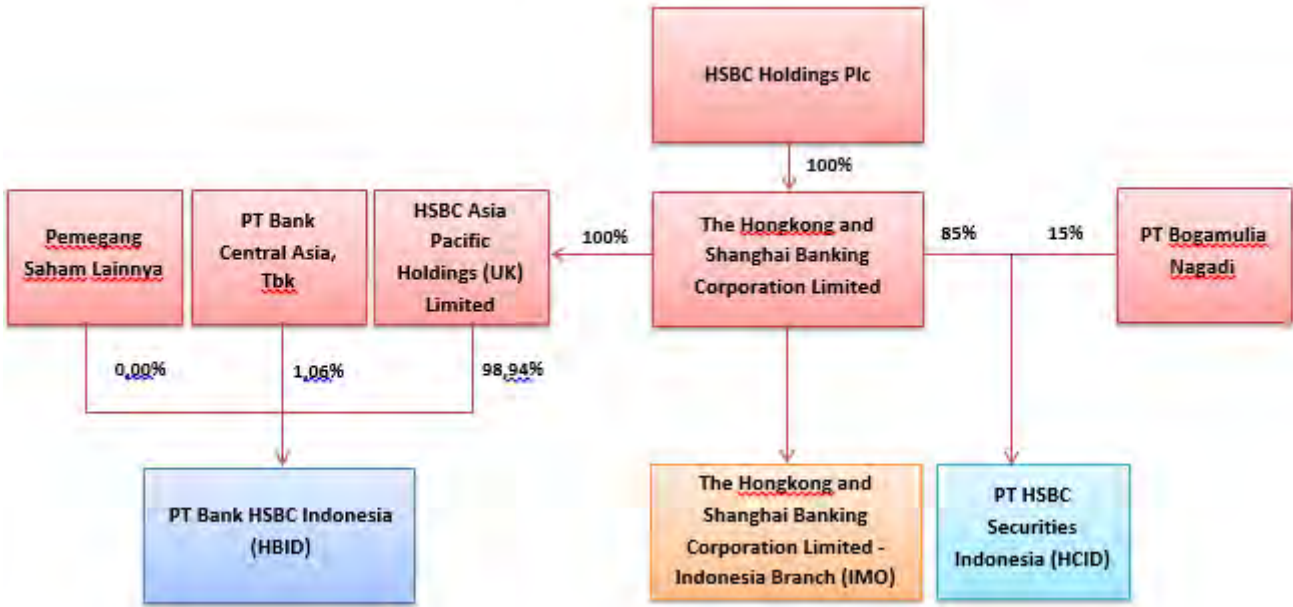 HSBC Holdings Plc
100%
Pemegang
Saham Lainnya
PT Bank
Central Asia,
Tbk
HSBC Asia
Pacific
Holdings (UK)
Limited
100%
The Hongkong and
Shanghai Banking
Corporation Limited
85%
15%
PT Bogamulia
Nagadi
0,00%
1,06%
98,94%
PT Bank HSBC Indonesia
(HBID)
The Hongkong and
Shanghai Banking
Corporation Limited -
Indonesia Branch (IMO)
PT HSBC
Securities
Indonesia (HCID)